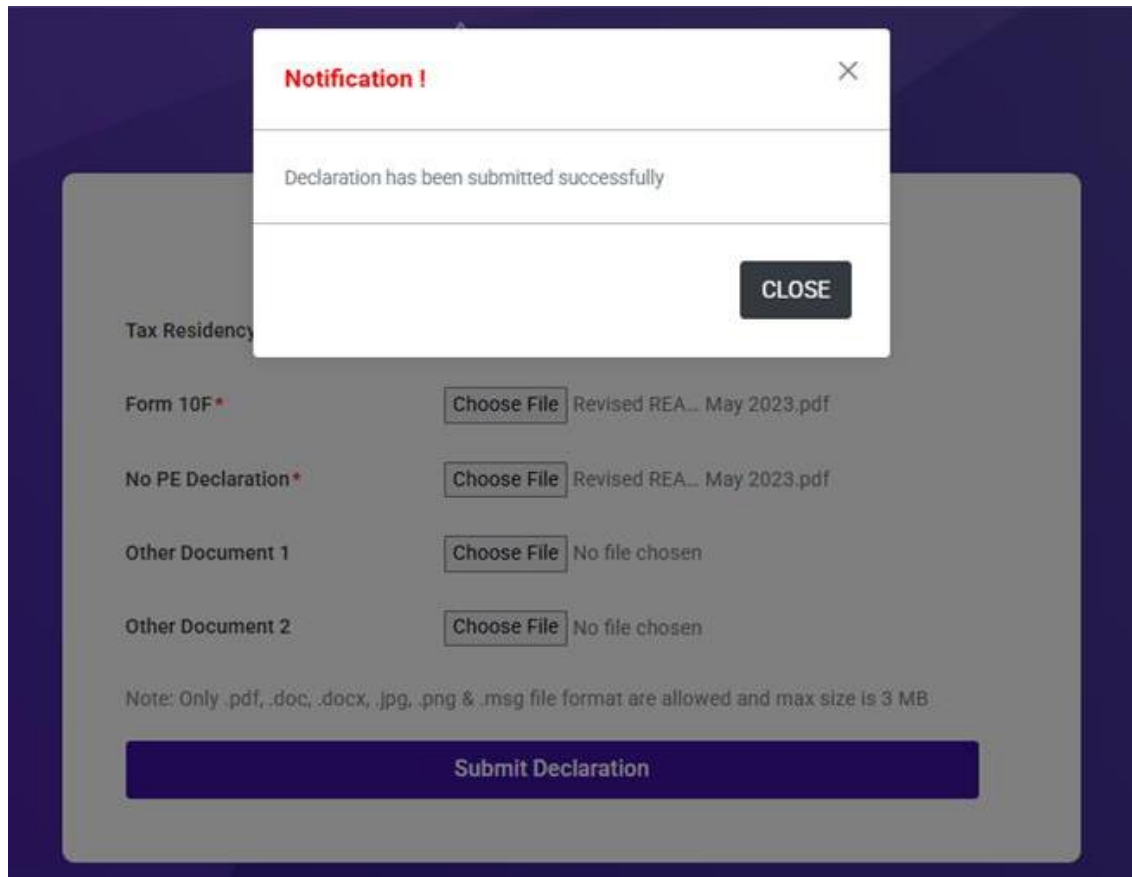 Notification !
Declaration has been submitted successfully
CLOSE
Tax Residency
Form 10F* Choose File Revised REA... May 2023.pdf
No PE Declaration* Choose File Revised REA... May 2023.pdf
Other Document 1 Choose File No file chosen
Other Document 2 Choose File No file chosen
Note: Only .pdf, .doc, .docx, .jpg, .png & .msg file format are allowed and max size is 3 MB
Submit Declaration